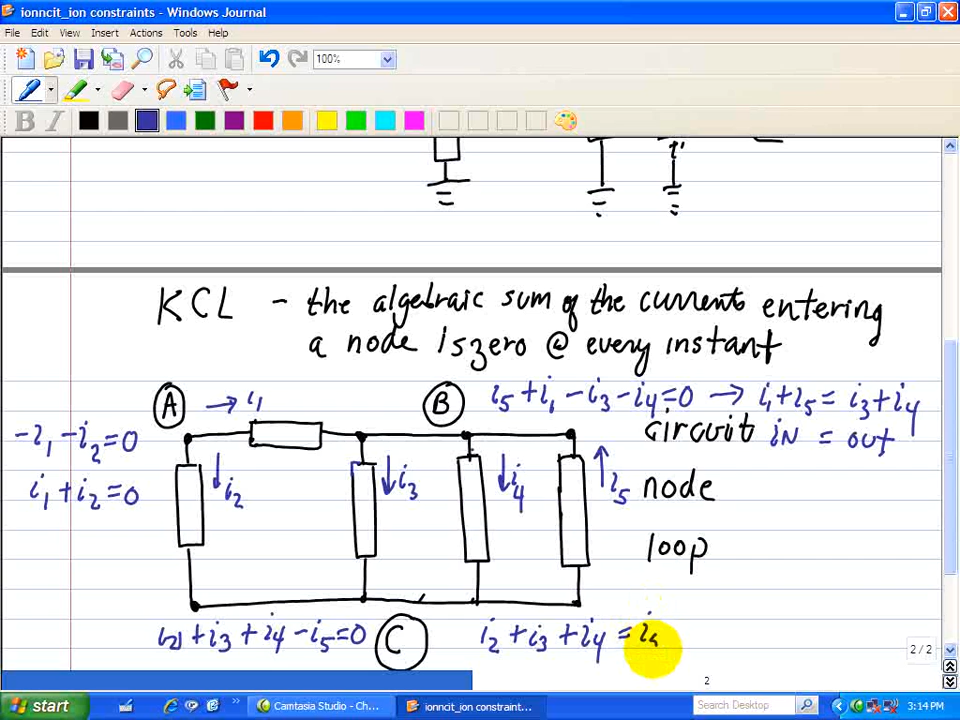 ionncit_ion constraints - Windows Journal
File Edit View Insert Actions Tools Help
100%
B I
KCL - the algebraic sum of the currents entering
a node is zero @ every instant
A → i1 B i5 + i1 - i3 - i4 = 0 → i1 + i5 = i3 + i4
-i1 - i2 = 0 circuit iN = out
i1 + i2 = 0 ↓ i2 ↓ i3 ↓ i4 ↑ i5 node
loop
i2 + i3 + i4 - i5 = 0 C i2 + i3 + i4 = i5
2 / 2
2
start Camtasia Studio - Ch... ionncit_ion constraint... Search Desktop 3:14 PM